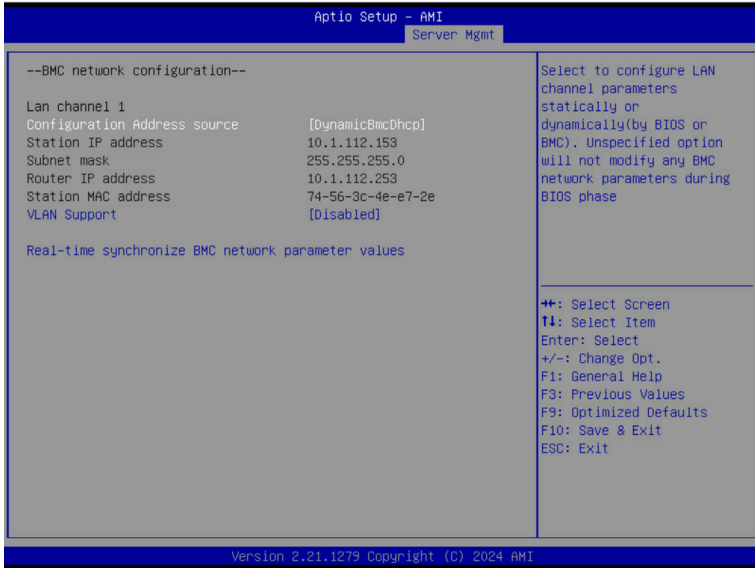 Aptio Setup - AMI
Server Mgmt
--BMC network configuration--
Lan channel 1
Configuration Address source [DynamicBmcDhcp]
Station IP address 10.1.112.153
Subnet mask 255.255.255.0
Router IP address 10.1.112.253
Station MAC address 74-56-3c-4e-e7-2e
VLAN Support [Disabled]
Real-time synchronize BMC network parameter values
Select to configure LAN
channel parameters
statically or
dynamically(by BIOS or
BMC). Unspecified option
will not modify any BMC
network parameters during
BIOS phase
→←: Select Screen
↑↓: Select Item
Enter: Select
+/-: Change Opt.
F1: General Help
F3: Previous Values
F9: Optimized Defaults
F10: Save & Exit
ESC: Exit
Version 2.21.1279 Copyright (C) 2024 AMI